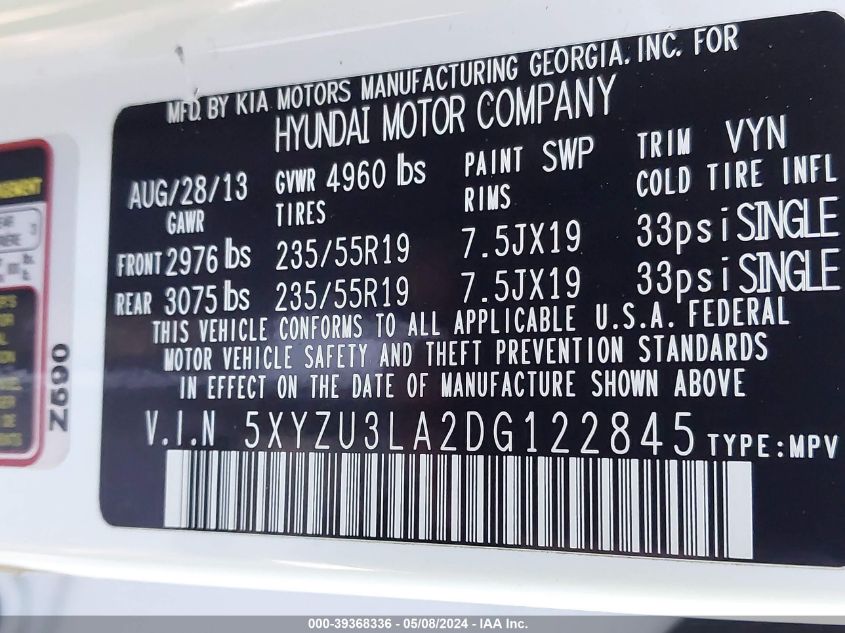 MFD. BY KIA MOTORS MANUFACTURING GEORGIA. INC. FOR
HYUNDAI MOTOR COMPANY
AUG/28/13 GVWR 4960 lbs PAINT SWP TRIM VYN
GAWR TIRES RIMS COLD TIRE INFL
FRONT 2976 lbs 235/55R19 7.5JX19 33psi SINGLE
REAR 3075 lbs 235/55R19 7.5JX19 33psi SINGLE
THIS VEHICLE CONFORMS TO ALL APPLICABLE U.S.A. FEDERAL
MOTOR VEHICLE SAFETY AND THEFT PREVENTION STANDARDS
IN EFFECT ON THE DATE OF MANUFACTURE SHOWN ABOVE
V.I.N 5XYZU3LA2DG122845 TYPE:MPV
Z690
000-39368336 - 05/08/2024 - IAA Inc.